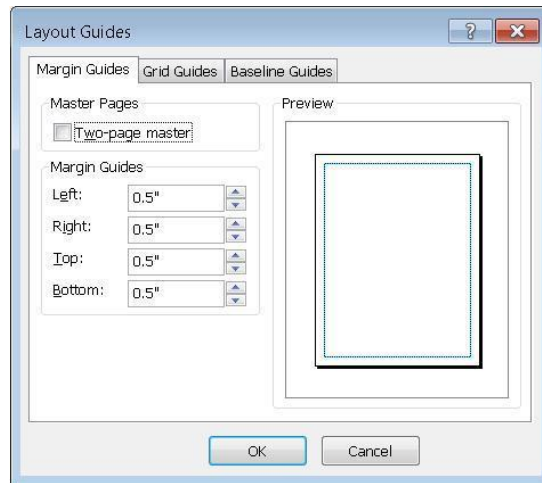 Layout Guides
Margin Guides Grid Guides Baseline Guides
Master Pages
Two-page master
Margin Guides
Left: 0.5"
Right: 0.5"
Top: 0.5"
Bottom: 0.5"
Preview
OK Cancel